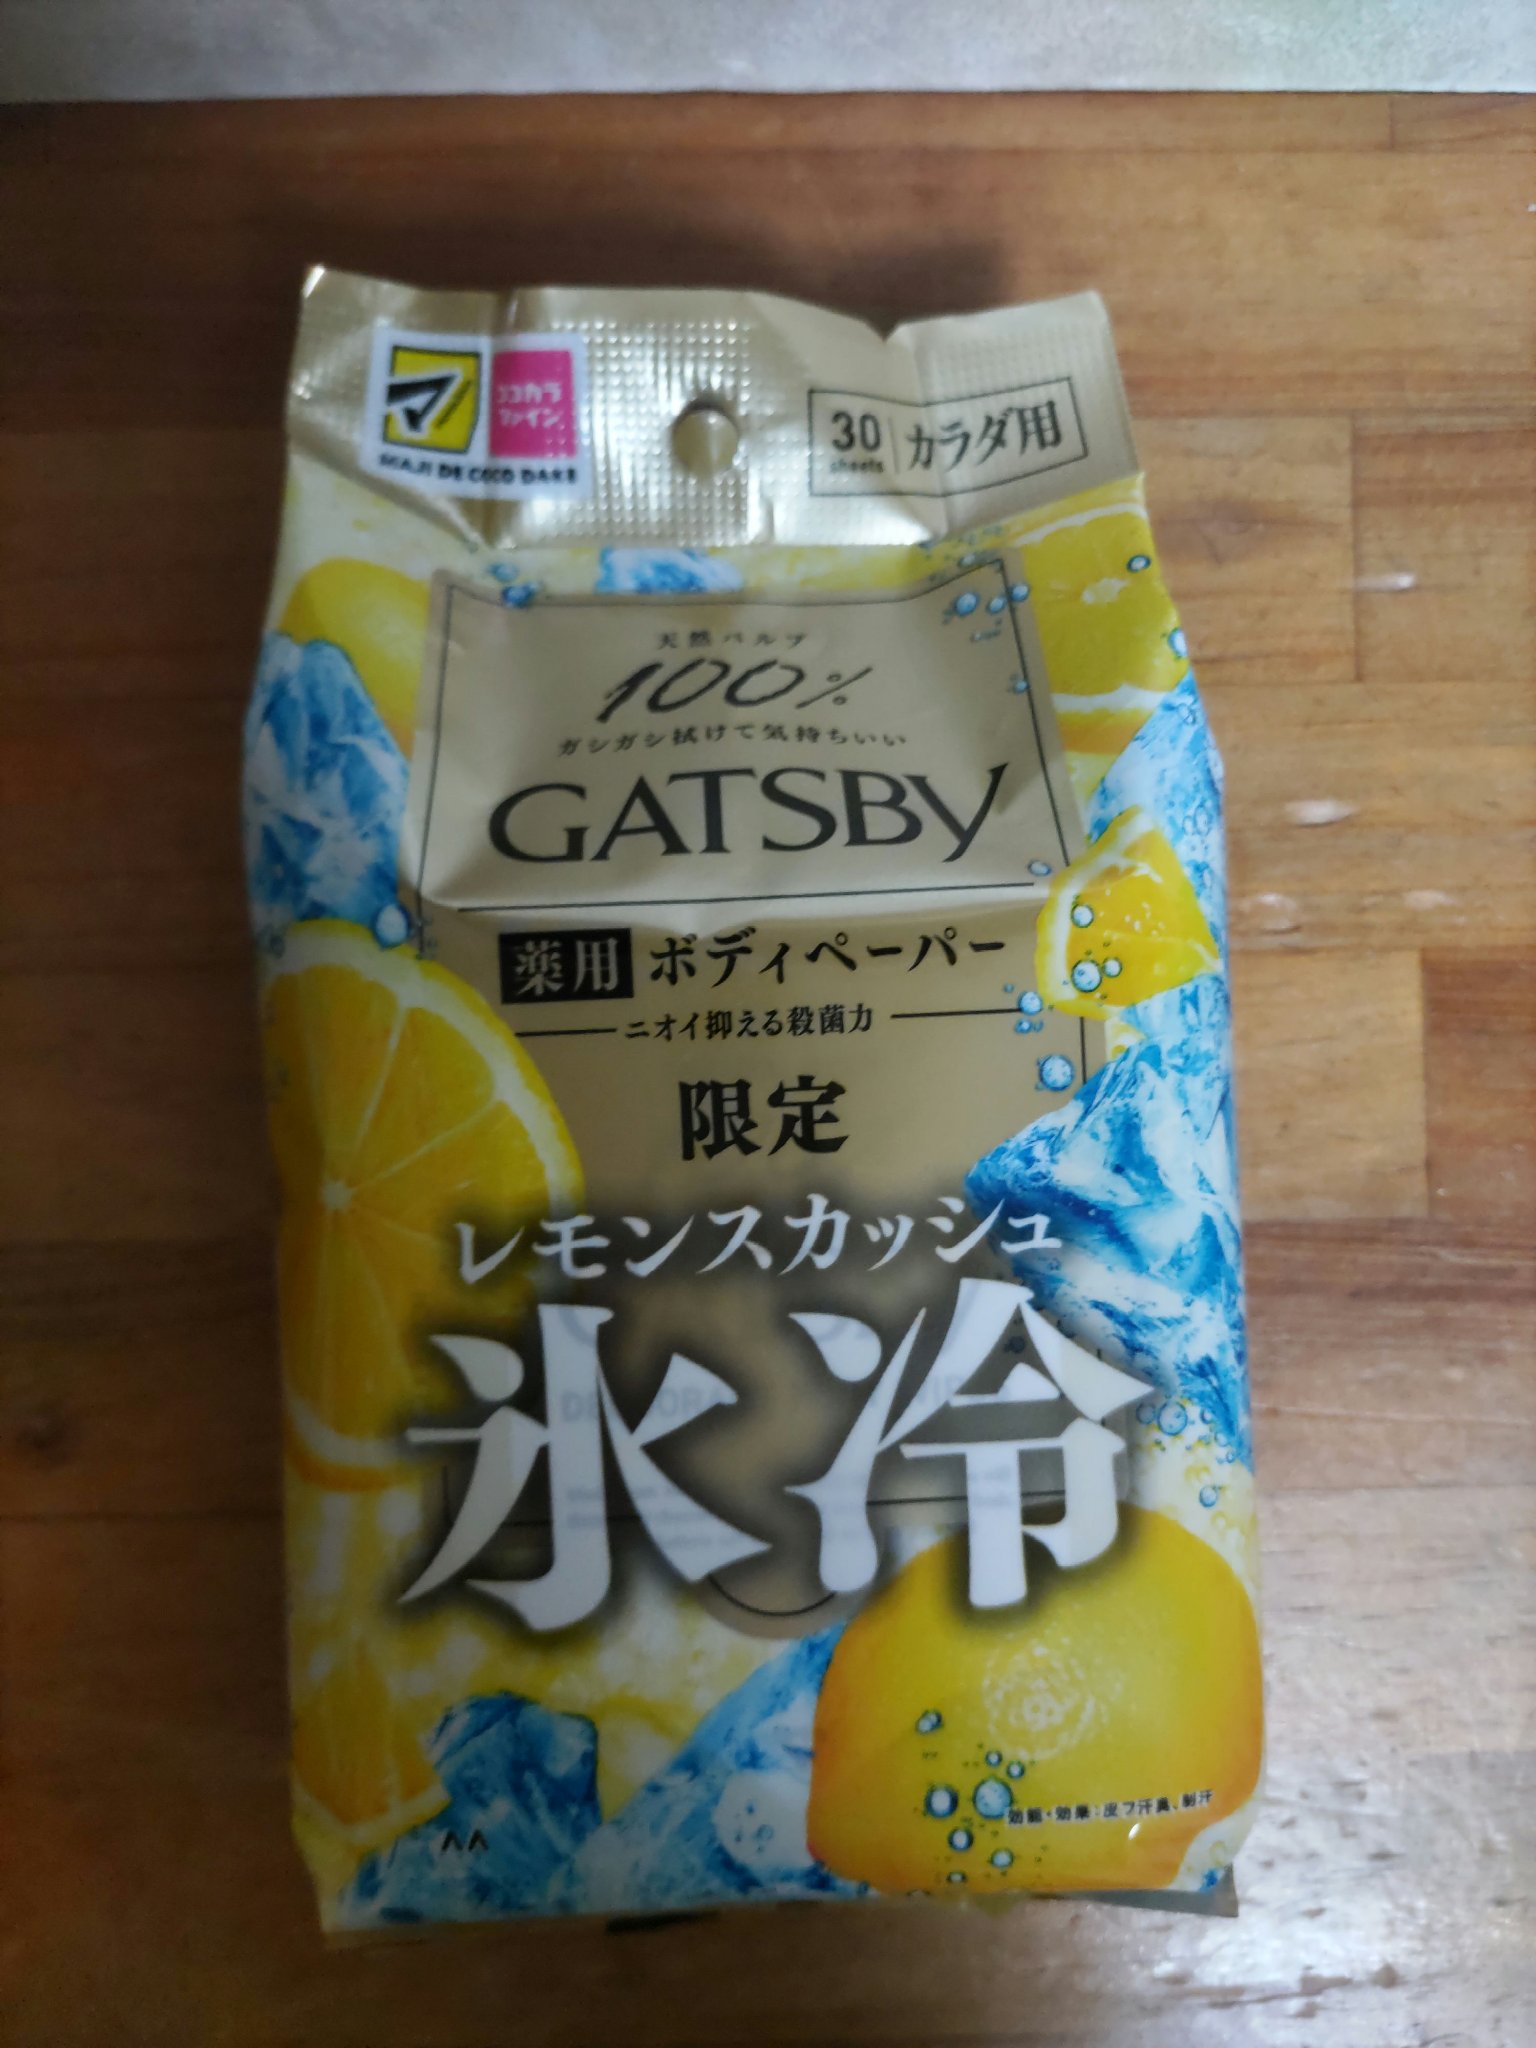 マ
ココカラ
ファイン
MAJI DE COCO DAKE
30
sheets
カラダ用
天然パルプ
100%
ガシガシ拭けて気持ちいい
GATSBY
薬用 ボディペーパー
ニオイ抑える殺菌力
限定
レモンスカッシュ
氷冷
効能・効果：皮フ汗臭、制汗